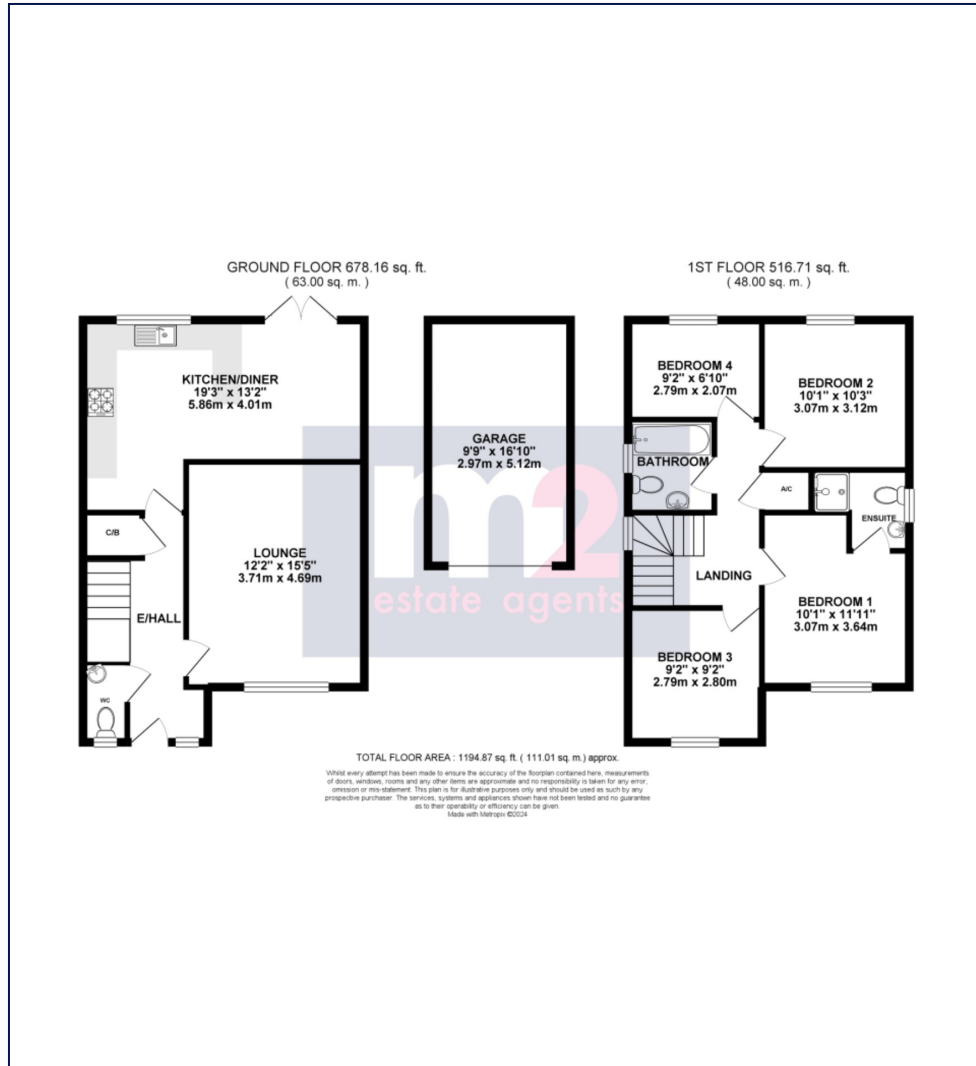 GROUND FLOOR 678.16 sq. ft.
( 63.00 sq. m. )
1ST FLOOR 516.71 sq. ft.
( 48.00 sq. m. )
KITCHEN/DINER
19'3" x 13'2"
5.86m x 4.01m
C/B
LOUNGE
12'2" x 15'5"
3.71m x 4.69m
E/HALL
WC
GARAGE
9'9" x 16'10"
2.97m x 5.12m
BEDROOM 4
9'2" x 6'10"
2.79m x 2.07m
BEDROOM 2
10'1" x 10'3"
3.07m x 3.12m
BATHROOM
A/C
ENSUITE
LANDING
BEDROOM 1
10'1" x 11'11"
3.07m x 3.64m
BEDROOM 3
9'2" x 9'2"
2.79m x 2.80m
m2
estate agents
TOTAL FLOOR AREA : 1194.87 sq. ft. ( 111.01 sq. m.) approx.
Whilst every attempt has been made to ensure the accuracy of the floorplan contained here, measurements
of doors, windows, rooms and any other items are approximate and no responsibility is taken for any error,
omission or mis-statement. This plan is for illustrative purposes only and should be used as such by any
prospective purchaser. The services, systems and appliances shown have not been tested and no guarantee
as to their operability or efficiency can be given.
Made with Metropix ©2024